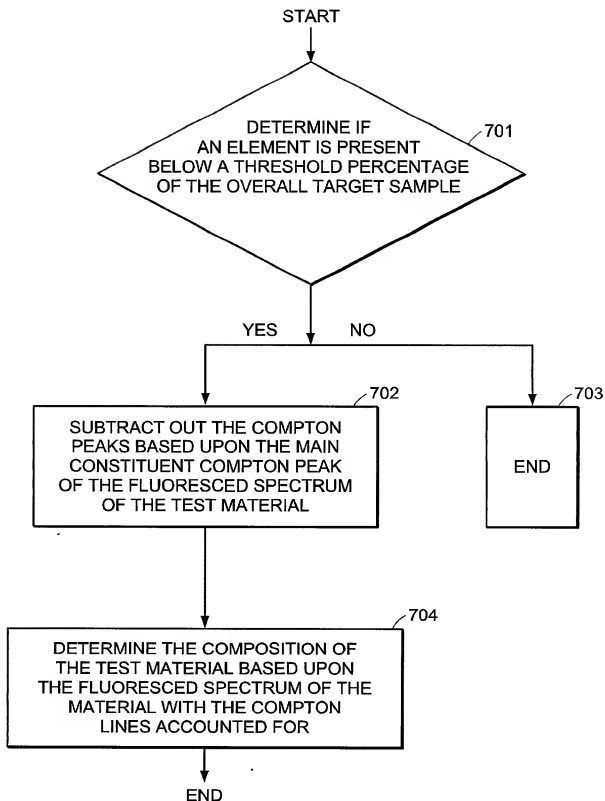 START
DETERMINE IF
AN ELEMENT IS PRESENT
BELOW A THRESHOLD PERCENTAGE
OF THE OVERALL TARGET SAMPLE
701
YES
NO
702
SUBTRACT OUT THE COMPTON
PEAKS BASED UPON THE MAIN
CONSTITUENT COMPTON PEAK
OF THE FLUORESCED SPECTRUM
OF THE TEST MATERIAL
703
END
704
DETERMINE THE COMPOSITION OF
THE TEST MATERIAL BASED UPON
THE FLUORESCED SPECTRUM OF THE
MATERIAL WITH THE COMPTON
LINES ACCOUNTED FOR
END